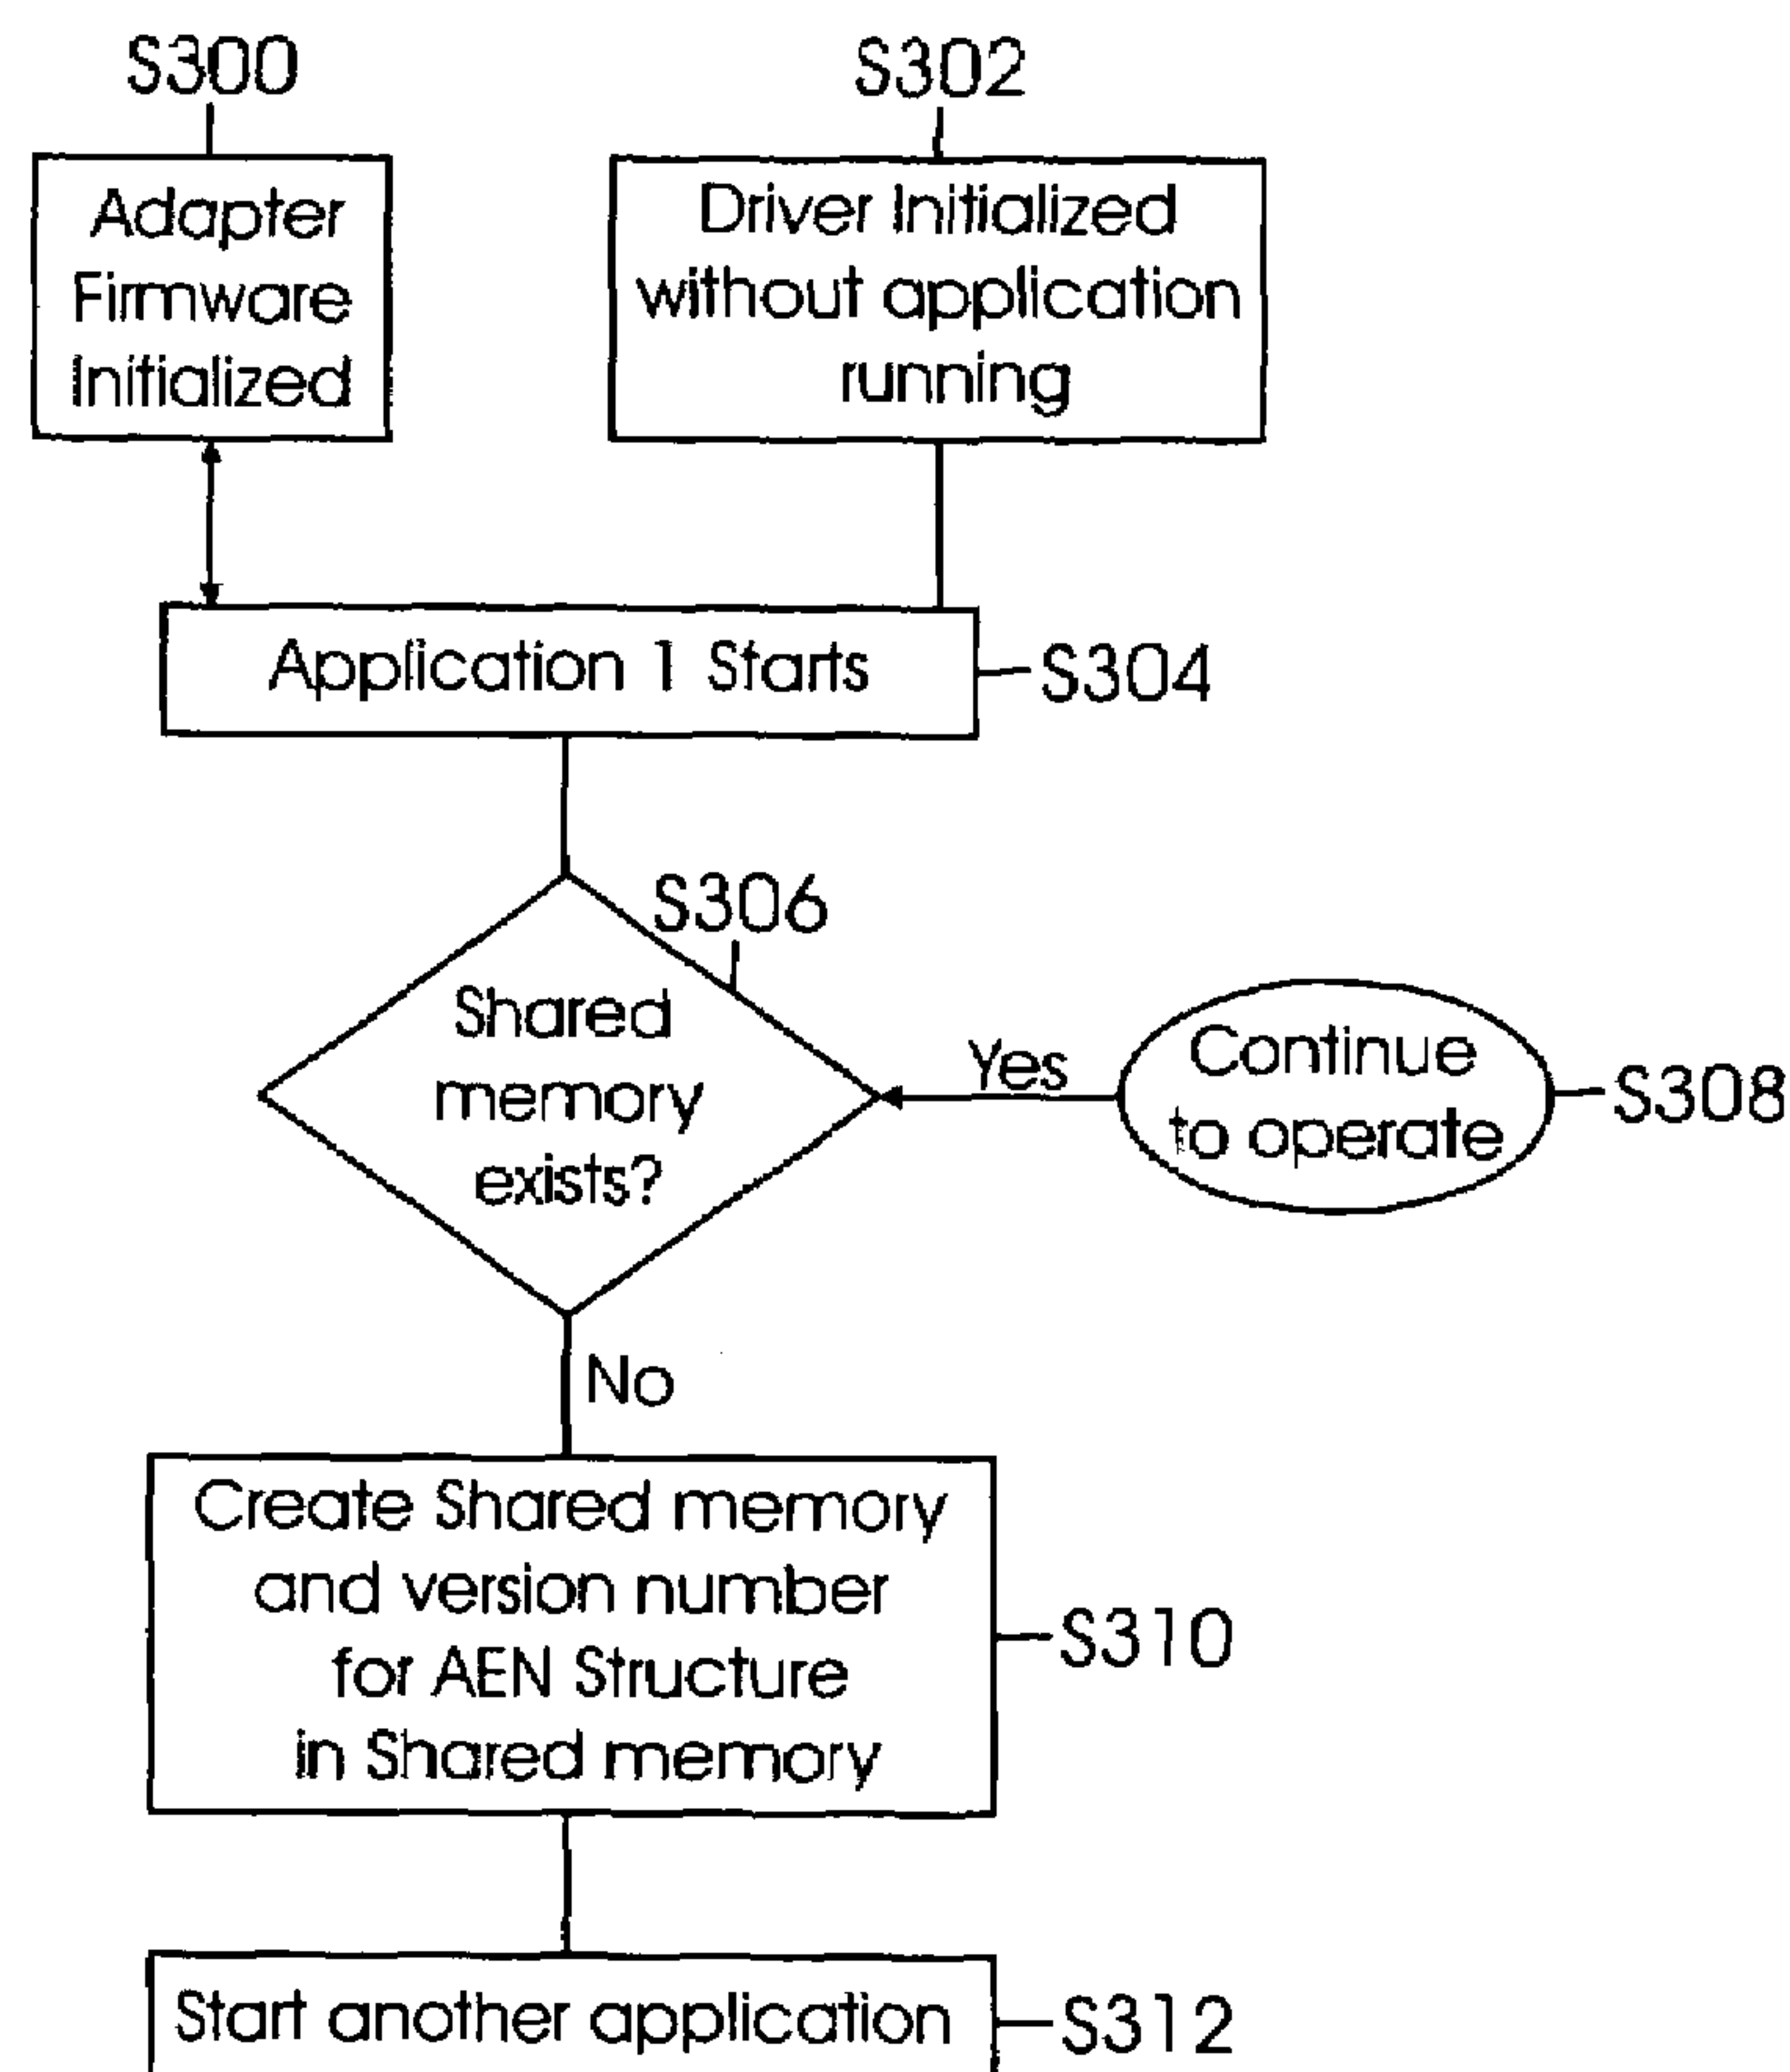 S300
S302
Adapter
Firmware
Initialized
Driver Initialized
without application
running
Application 1 Starts
S304
S306
Shared
memory
exists?
Yes
Continue
to operate
S308
No
Create Shared memory
and version number
for AEN Structure
in Shared memory
S310
Start another application
S312